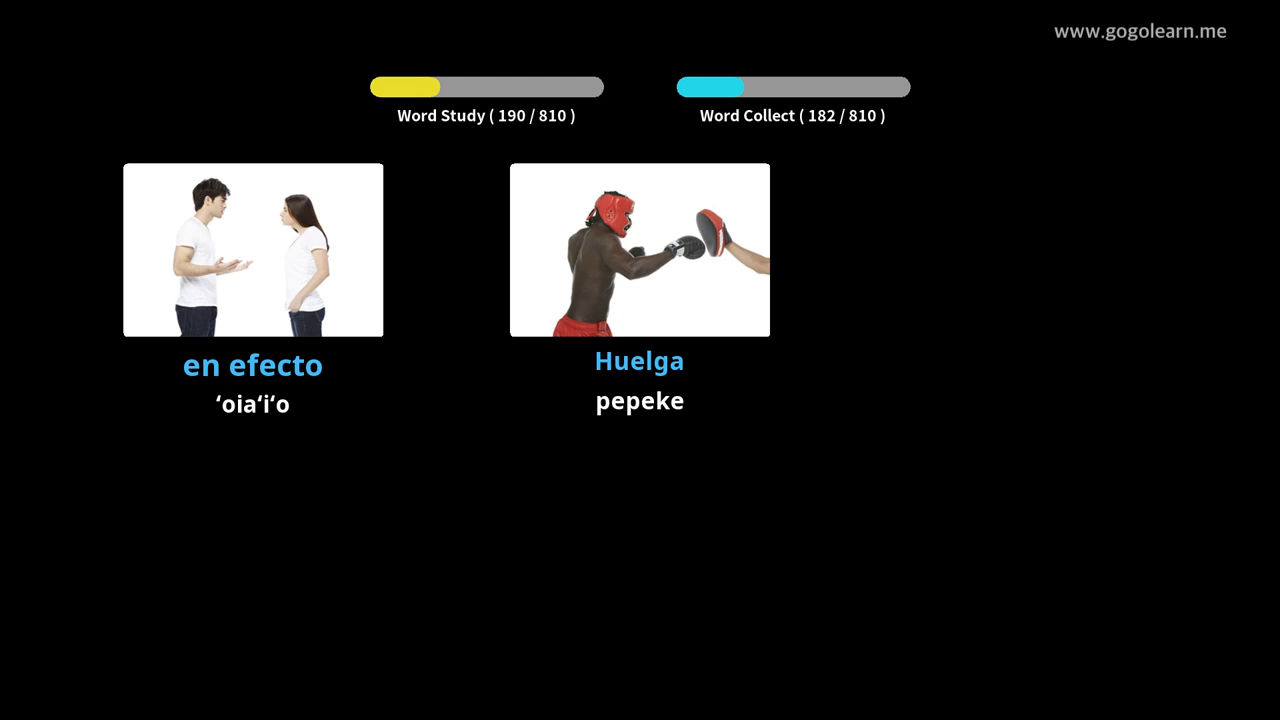 www.gogolearn.me
Word Study ( 190 / 810 )
Word Collect ( 182 / 810 )
en efecto
ʻoiaʻiʻo
Huelga
pepeke